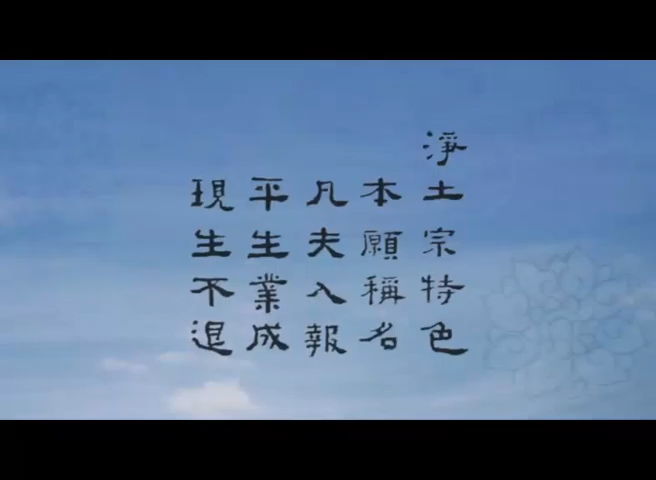 淨土宗特色
本願稱名
凡夫入報
平生業成
現生不退